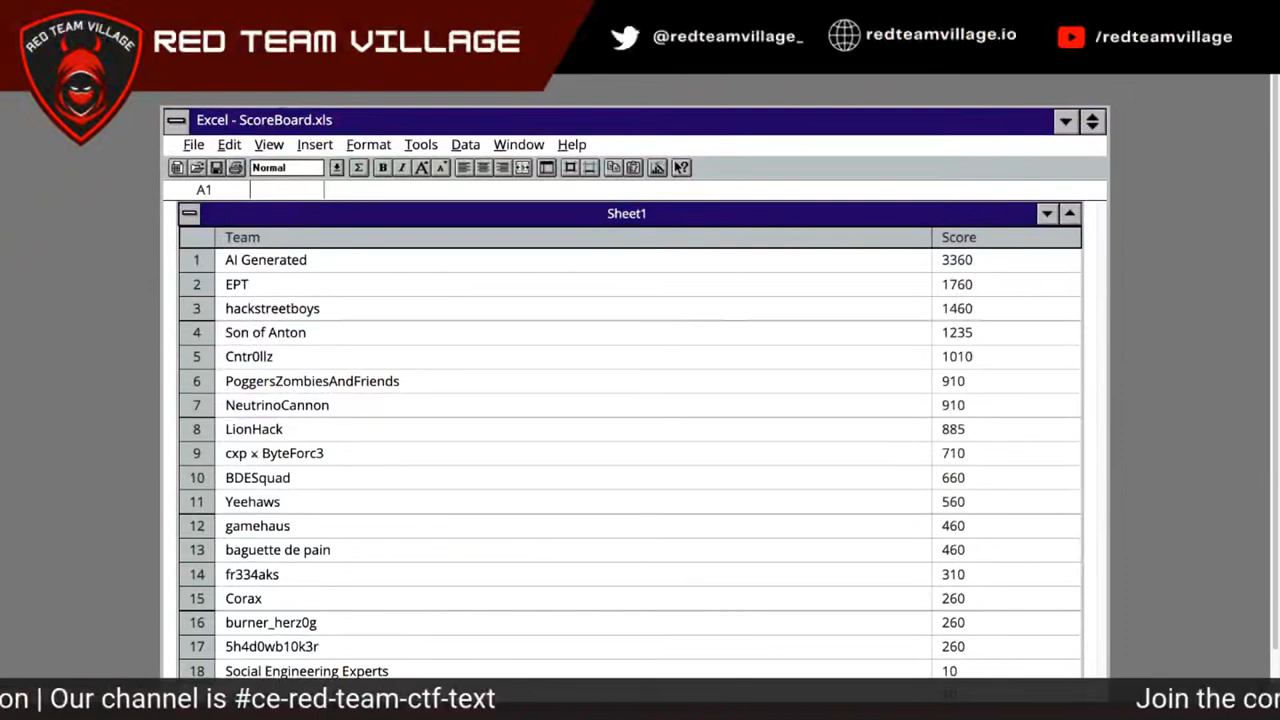 RED TEAM VILLAGE
RED TEAM VILLAGE
@redteamvillage_
redteamvillage.io
/redteamvillage
Excel - ScoreBoard.xls
File Edit View Insert Format Tools Data Window Help
Normal Σ B I A A
A1
Sheet1
Team Score
1 AI Generated 3360
2 EPT 1760
3 hackstreetboys 1460
4 Son of Anton 1235
5 Cntr0llz 1010
6 PoggersZombiesAndFriends 910
7 NeutrinoCannon 910
8 LionHack 885
9 cxp × ByteForc3 710
10 BDESquad 660
11 Yeehaws 560
12 gamehaus 460
13 baguette de pain 460
14 fr334aks 310
15 Corax 260
16 burner_herz0g 260
17 5h4d0wb10k3r 260
18 Social Engineering Experts 10
on | Our channel is #ce-red-team-ctf-text Join the cor